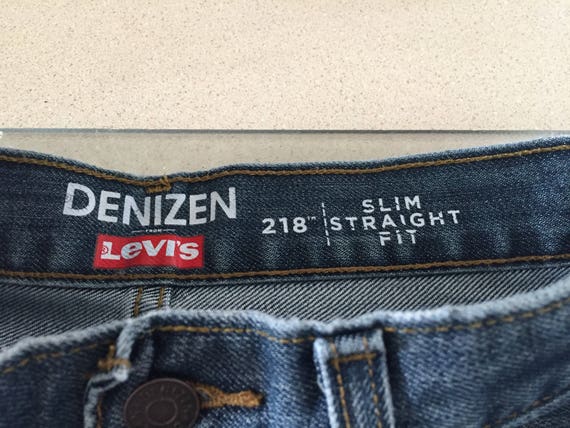 DENIZEN
FROM
Levi's
218™
SLIM
STRAIGHT
FIT